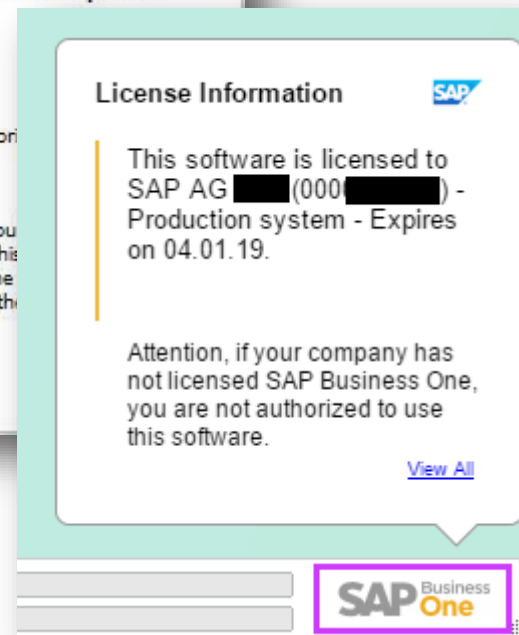 License Information
SAP
This software is licensed to
SAP AG (000 ) -
Production system - Expires
on 04.01.19.
Attention, if your company has
not licensed SAP Business One,
you are not authorized to use
this software.
View All
SAP Business
One